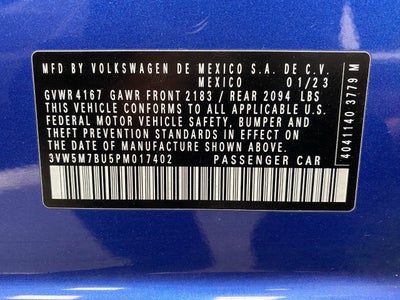 MFD BY VOLKSWAGEN DE MEXICO S.A. DE C.V.
MEXICO 01/23
GVWR4167 GAWR FRONT 2183 / REAR 2094 LBS
THIS VEHICLE CONFORMS TO ALL APPLICABLE U.S.
FEDERAL MOTOR VEHICLE SAFETY, BUMPER AND
THEFT PREVENTION STANDARDS IN EFFECT ON
THE DATE OF MANUFACTURE SHOWN ABOVE.
3VW5M7BU5PM017402 PASSENGER CAR
4041140 3779 M